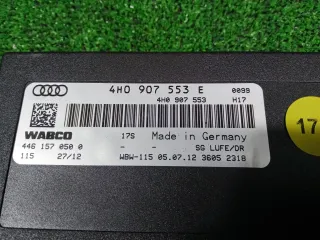 4H0 907 553 E 0099
4H0 907 553 H17
WABCO 17S Made in Germany
446 157 050 0 - - SG LUFE/DR
115 27/12 WBW-115 05.07.12 3605 2318
17